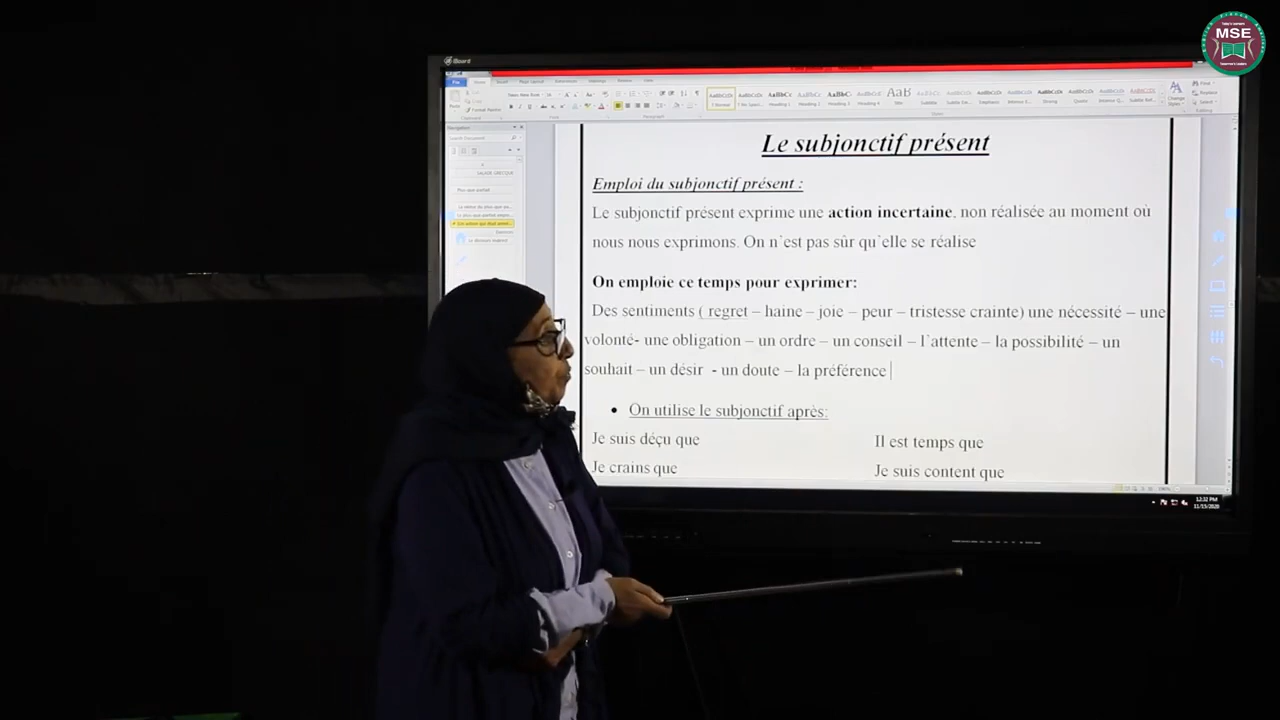 MSE
iBoard
Le subjonctif présent
Emploi du subjonctif présent :
Le subjonctif présent exprime une action incertaine, non réalisée au moment où
nous nous exprimons. On n'est pas sûr qu'elle se réalise
On emploie ce temps pour exprimer:
Des sentiments ( regret – haine – joie – peur – tristesse crainte) une nécessité – une
volonté- une obligation – un ordre – un conseil – l'attente – la possibilité – un
souhait – un désir - un doute – la préférence
• On utilise le subjonctif après:
Je suis déçu que
Il est temps que
Je crains que
Je suis content que
12:32 PM